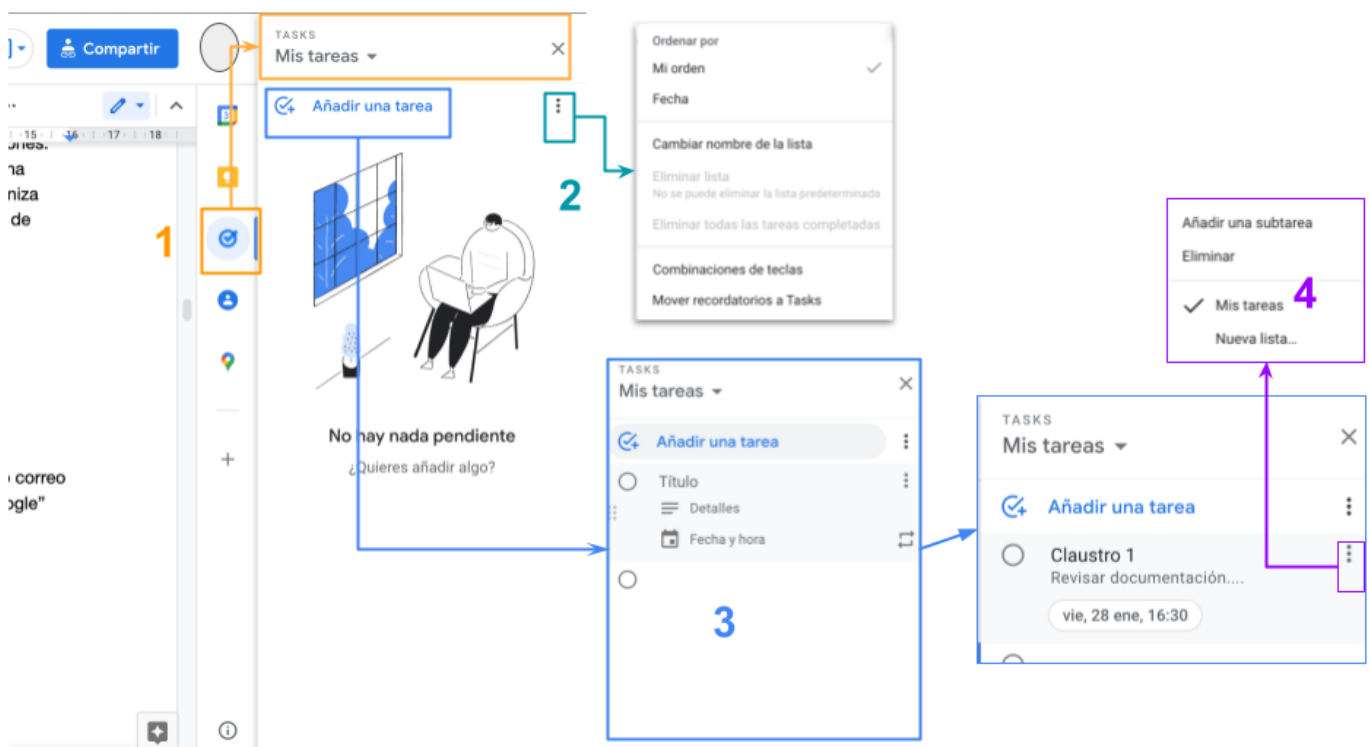 Compartir
15 16 17 18
na
niza
de
correo
ogle"
1
TASKS
Mis tareas
Añadir una tarea
No hay nada pendiente
¿Quieres añadir algo?
2
Ordenar por
Mi orden
Fecha
Cambiar nombre de la lista
Eliminar lista
No se puede eliminar la lista predeterminada
Eliminar todas las tareas completadas
Combinaciones de teclas
Mover recordatorios a Tasks
TASKS
Mis tareas
Añadir una tarea
Título
Detalles
Fecha y hora
3
Añadir una subtarea
Eliminar
4
Mis tareas
Nueva lista...
TASKS
Mis tareas
Añadir una tarea
Claustro 1
Revisar documentación....
vie, 28 ene, 16:30